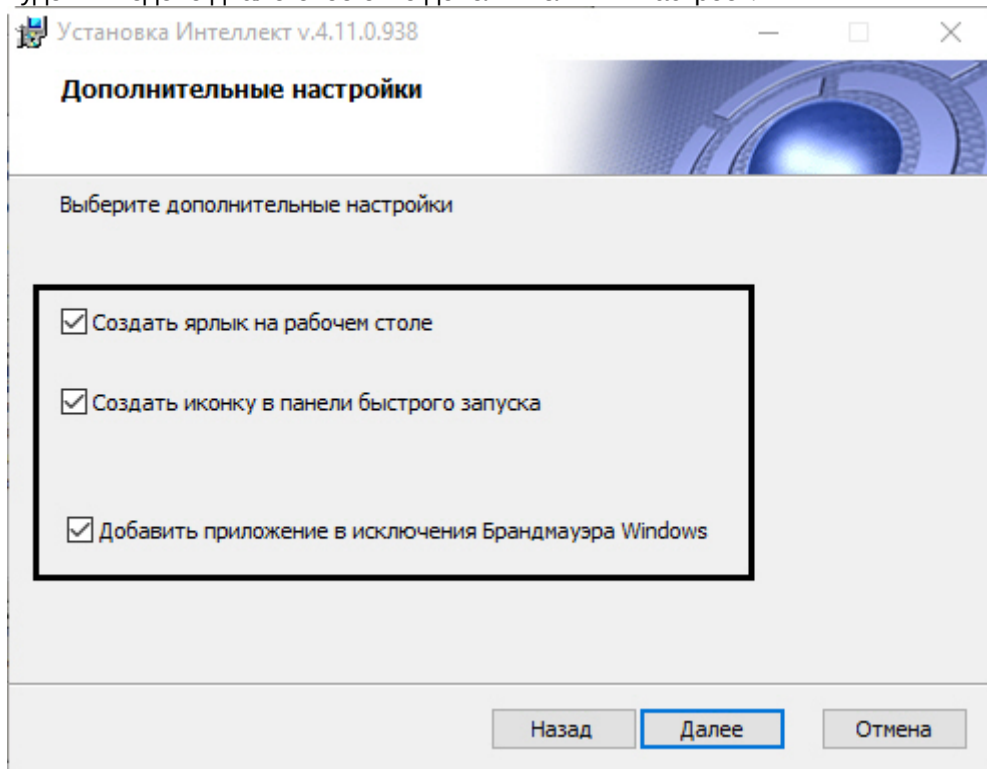 Установка Интеллект v.4.11.0.938
Дополнительные настройки
Выберите дополнительные настройки
Создать ярлык на рабочем столе
Создать иконку в панели быстрого запуска
Добавить приложение в исключения Брандмауэра Windows
Назад Далее Отмена